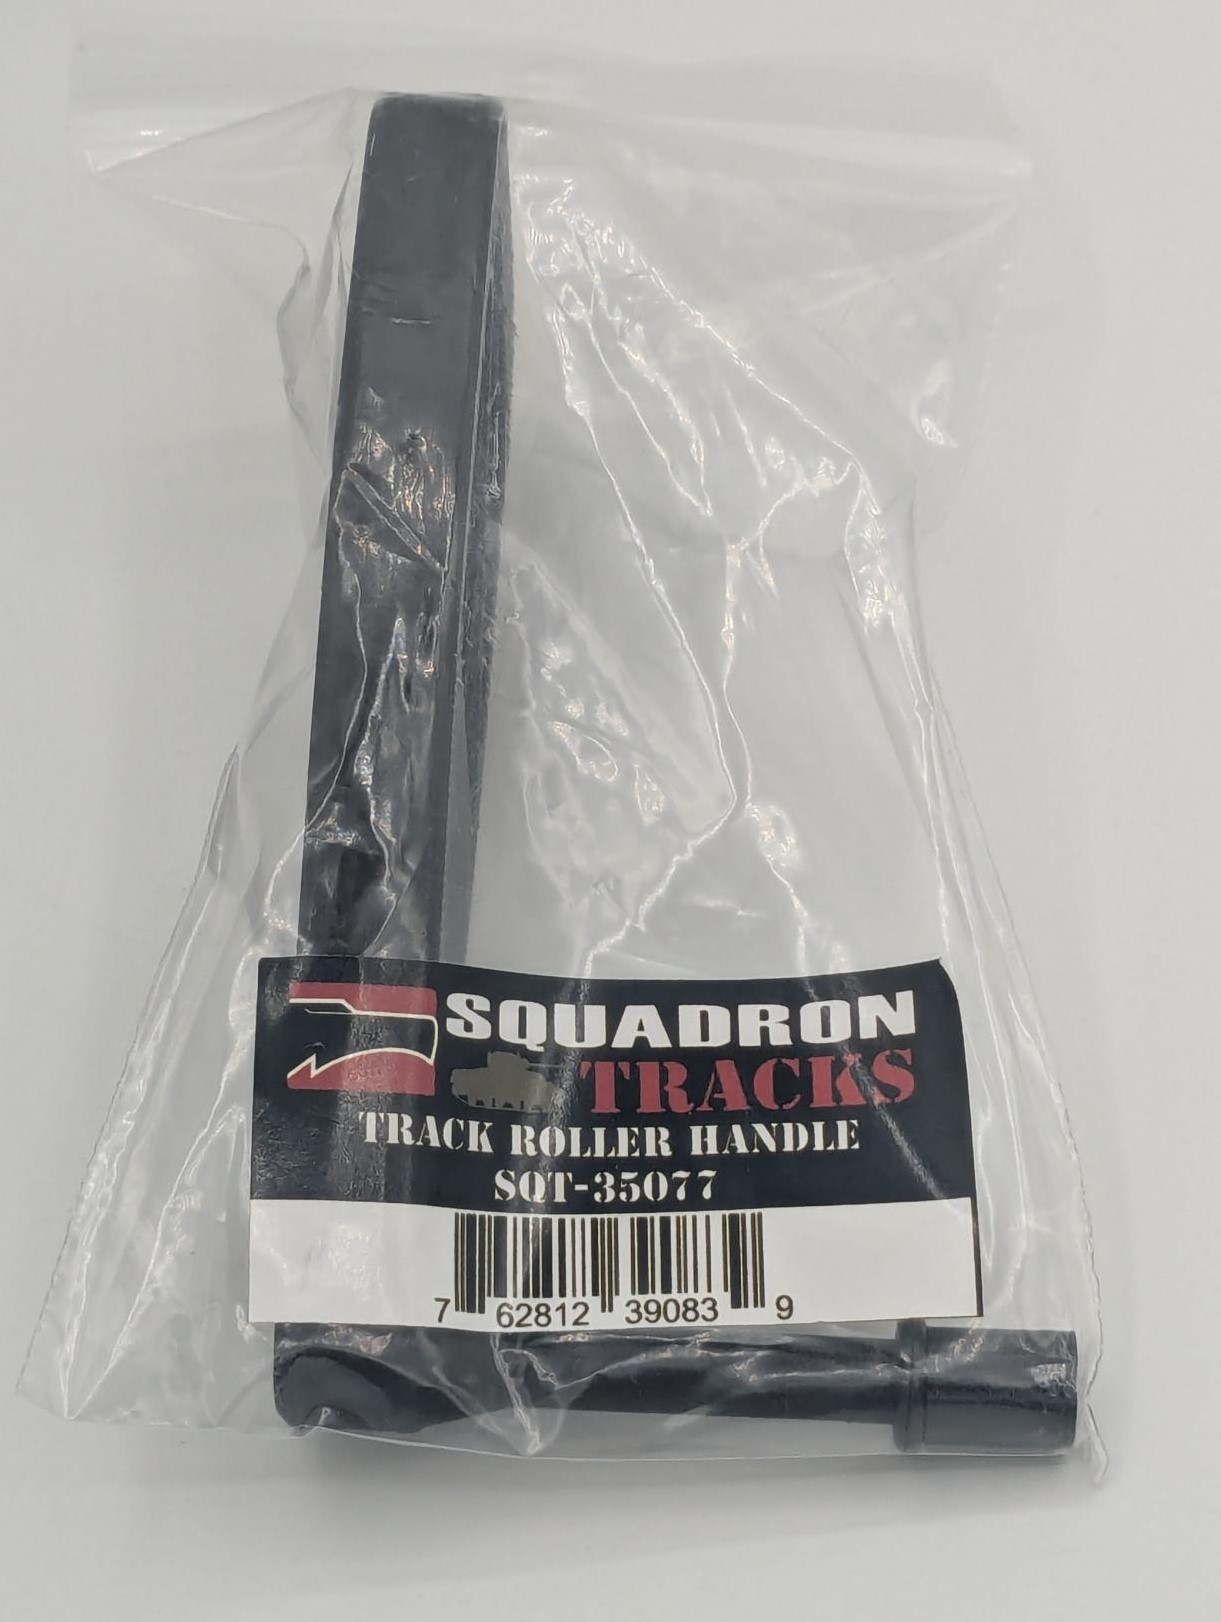 SQUADRON
TRACKS
TRACK ROLLER HANDLE
SQT-35077
7 62812 39083 9